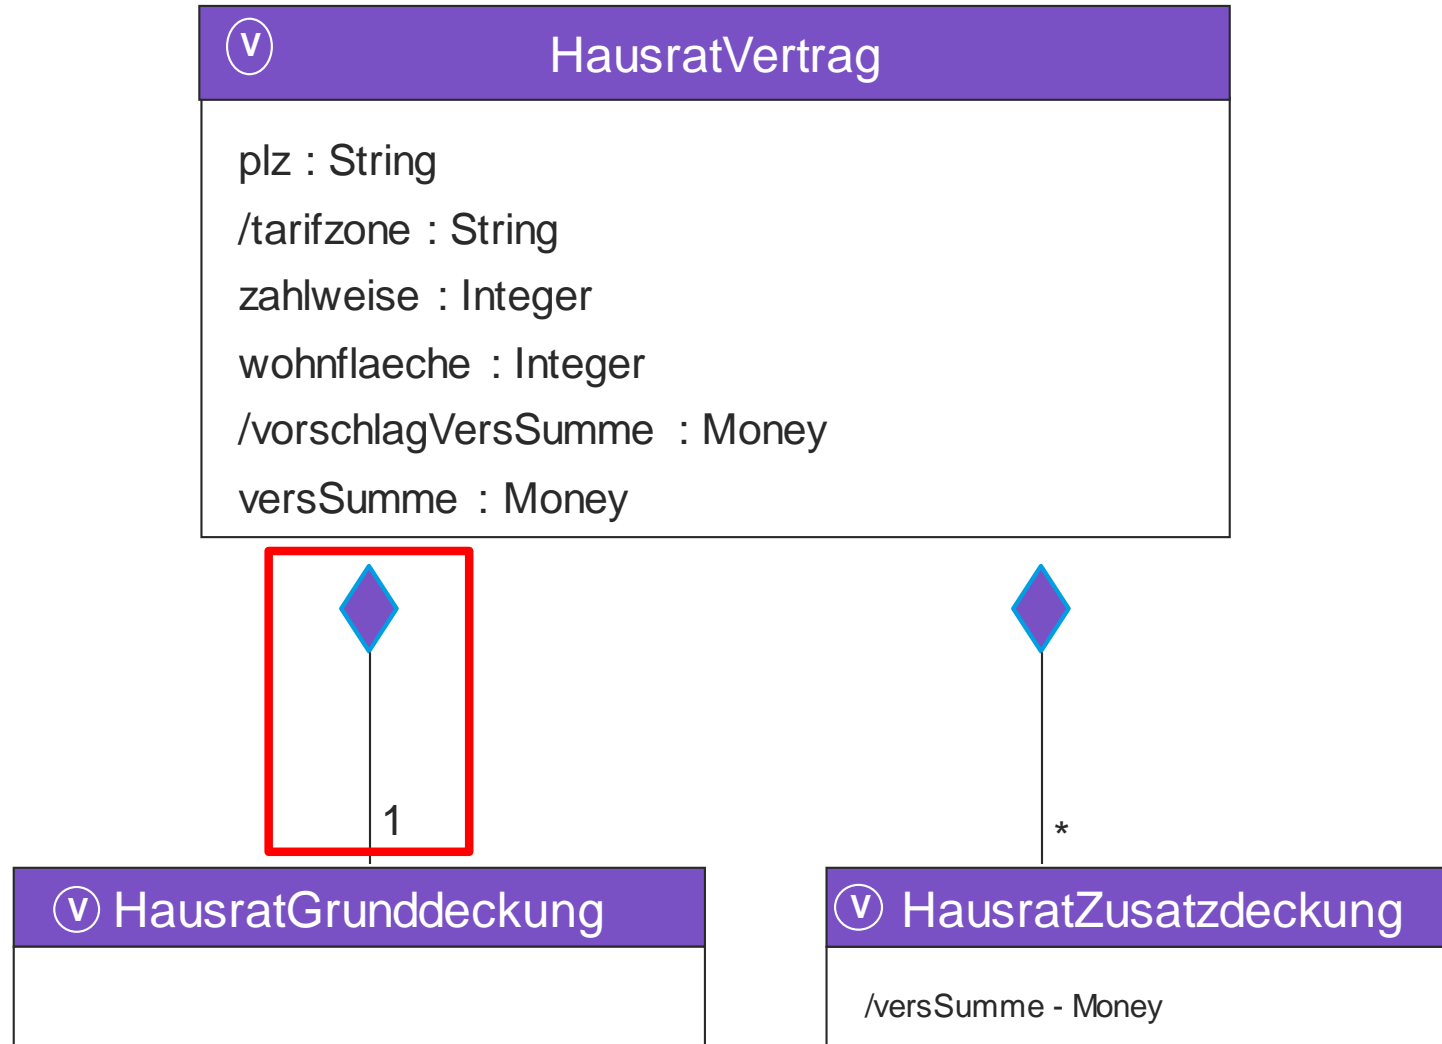 V HausratVertrag
plz : String
/tarifzone : String
zahlweise : Integer
wohnflaeche : Integer
/vorschlagVersSumme : Money
versSumme : Money
1
*
V HausratGrunddeckung
V HausratZusatzdeckung
/versSumme - Money